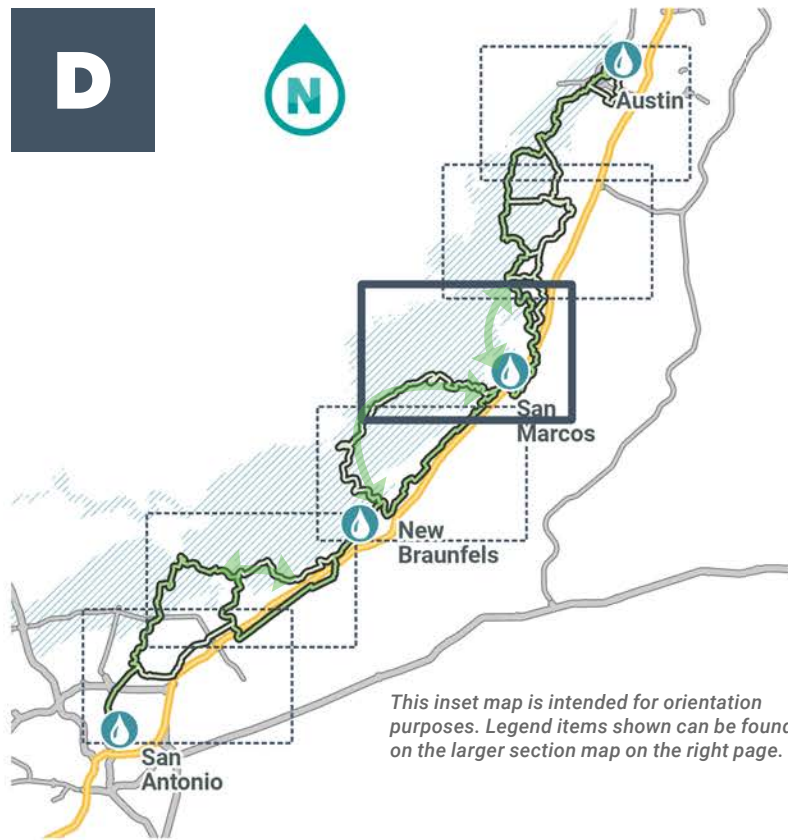 D
N
Austin
San
Marcos
New
Braunfels
San
Antonio
This inset map is intended for orientation
purposes. Legend items shown can be found
on the larger section map on the right page.